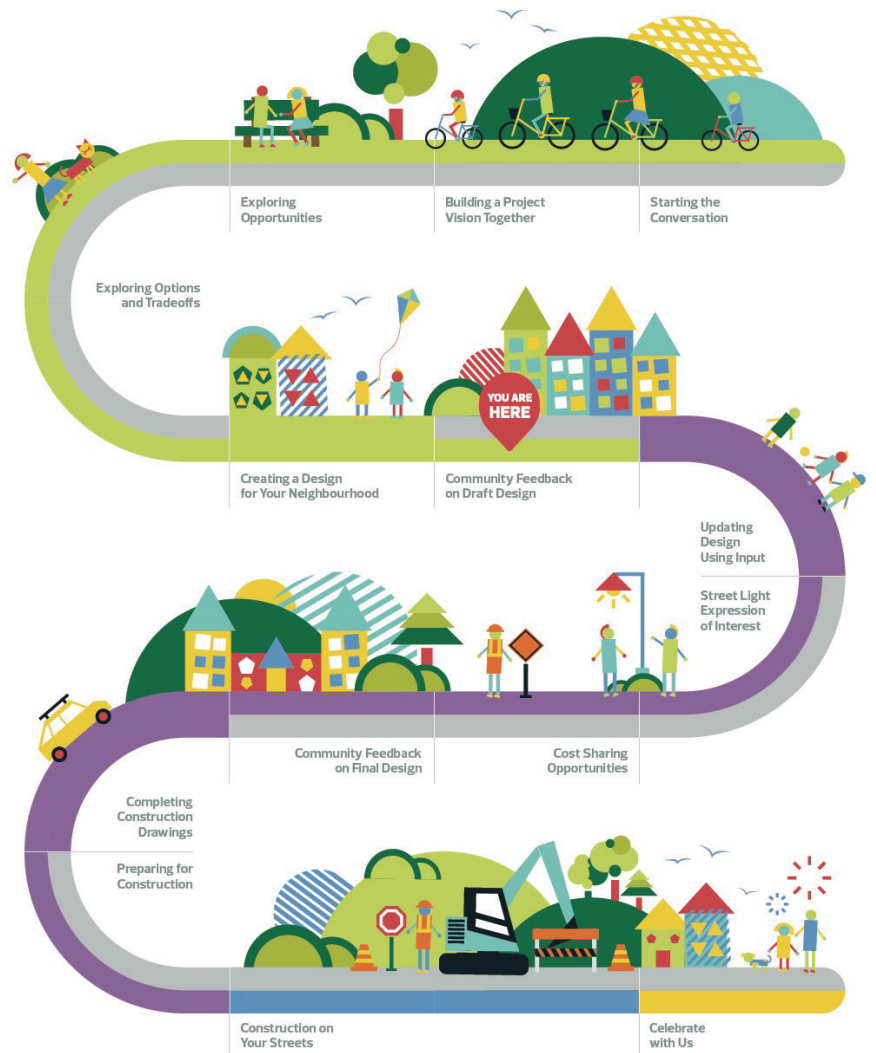 Exploring
Opportunities
Building a Project
Vision Together
Starting the
Conversation
Exploring Options
and Tradeoffs
YOU ARE
HERE
Creating a Design
for Your Neighbourhood
Community Feedback
on Draft Design
Updating
Design
Using Input
Street Light
Expression
of Interest
Community Feedback
on Final Design
Cost Sharing
Opportunities
Completing
Construction
Drawings
Preparing for
Construction
Construction on
Your Streets
Celebrate
with Us